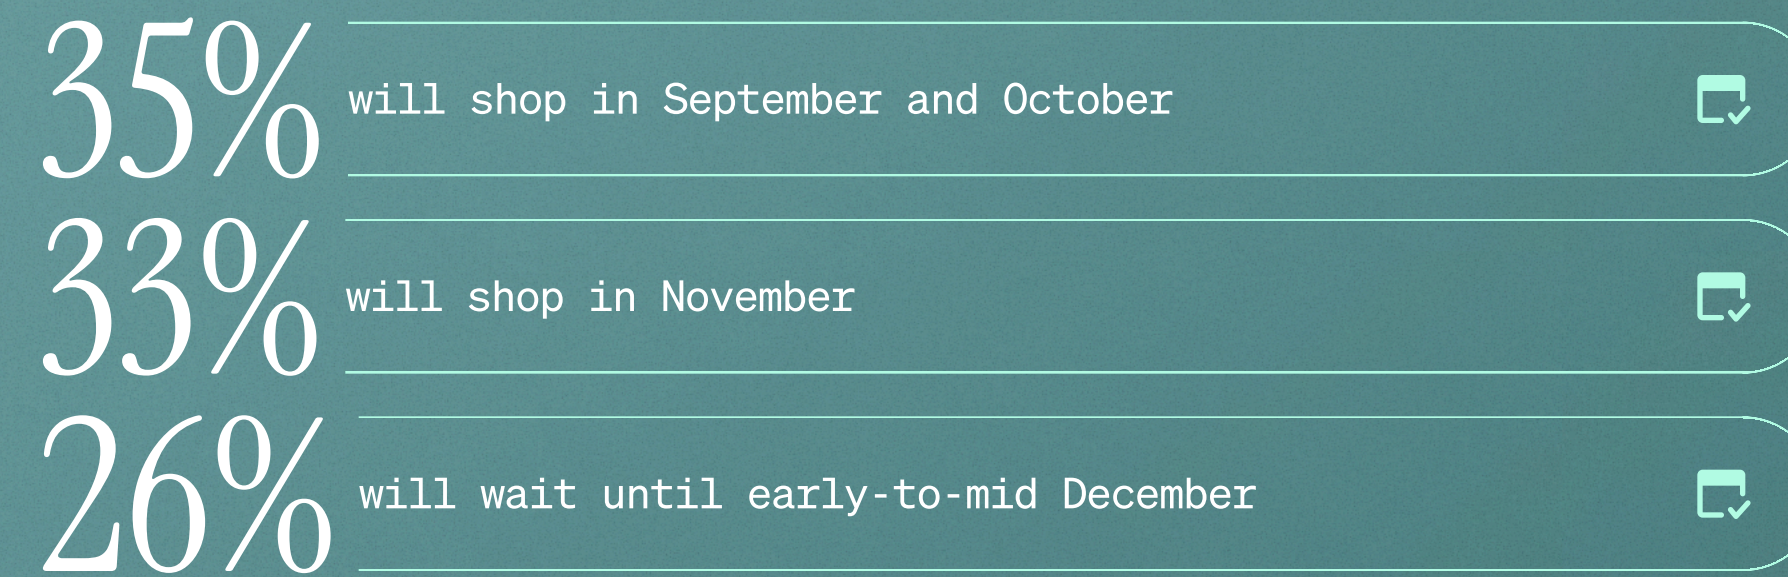 35% will shop in September and October
33% will shop in November
26% will wait until early-to-mid December